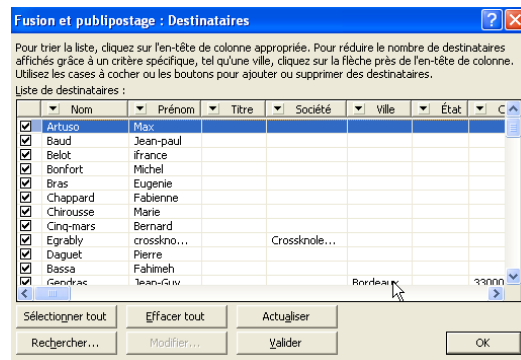 Fusion et publipostage : Destinataires
Pour trier la liste, cliquez sur l'en-tête de colonne appropriée. Pour réduire le nombre de destinataires
affichés grâce à un critère spécifique, tel qu'une ville, cliquez sur la flèche près de l'en-tête de colonne.
Utilisez les cases à cocher ou les boutons pour ajouter ou supprimer des destinataires.
Liste de destinataires :
Nom Prénom Titre Société Ville État C
Artuso Max
Baud Jean-paul
Belot ifrance
Bonfort Michel
Bras Eugenie
Chappard Fabienne
Chirousse Marie
Cinq-mars Bernard
Egrably crosskno... Crossknole...
Daguet Pierre
Bassa Fahimeh
Gendras Jean-Guy Bordeaux 33000
Sélectionner tout Effacer tout Actualiser
Rechercher... Modifier... Valider OK